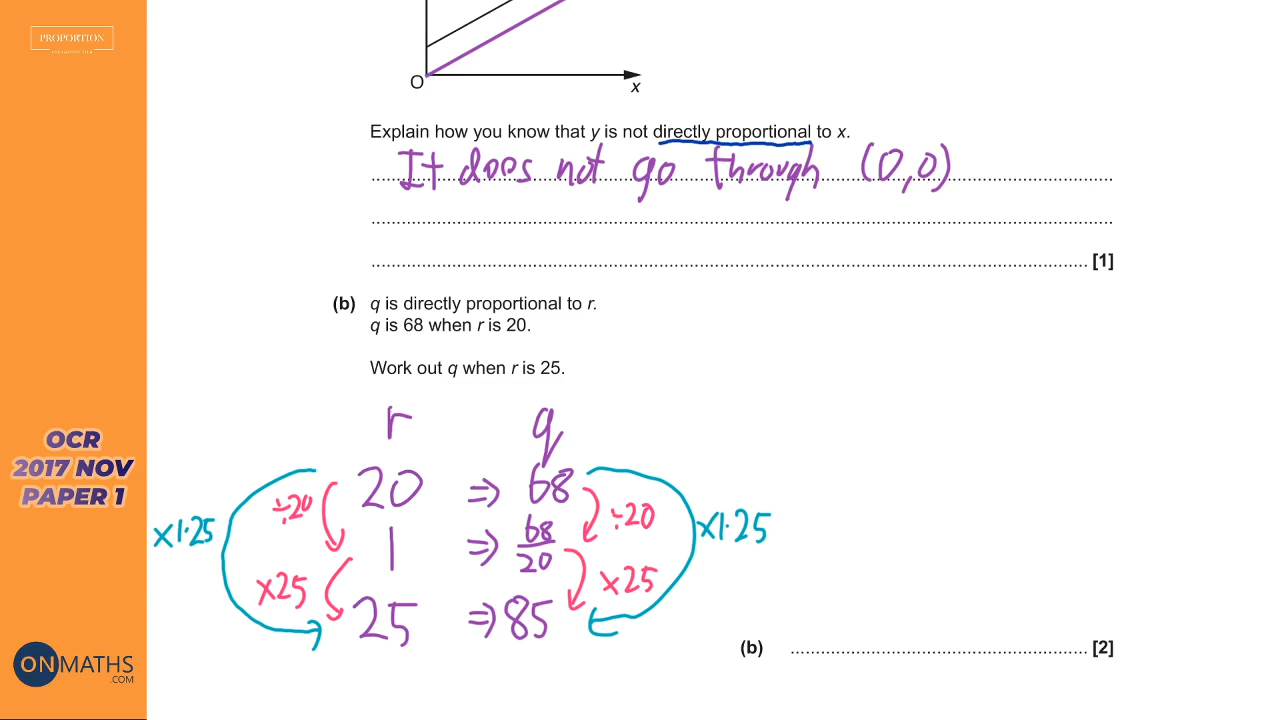 PROPORTION
O
x
Explain how you know that y is not directly proportional to x.
It does not go through (0,0)
[1]
(b) q is directly proportional to r.
q is 68 when r is 20.
Work out q when r is 25.
r q
20 ⇒ 68
÷20 ÷20
×1.25 ×1.25
1 ⇒ 68/20
×25 ×25
25 ⇒ 85
(b) [2]
OCR
2017 NOV
PAPER 1
ONMATHS
.COM